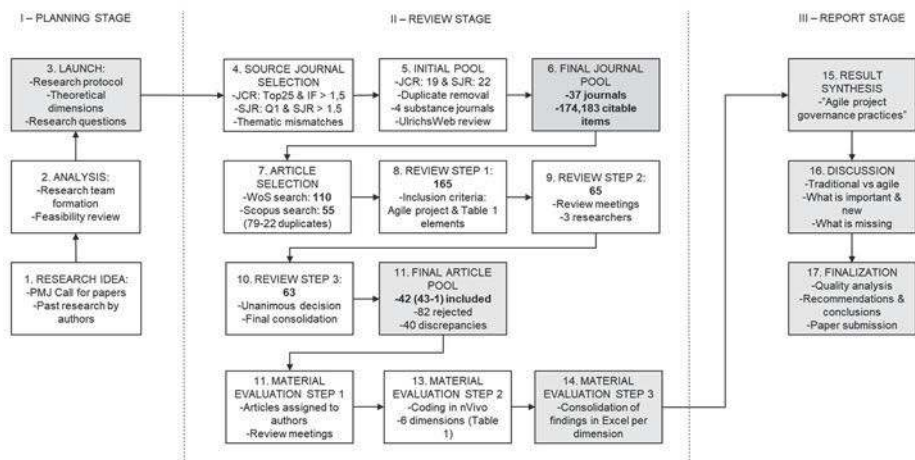 I – PLANNING STAGE
II – REVIEW STAGE
III – REPORT STAGE
3. LAUNCH:
-Research protocol
-Theoretical
dimensions
-Research questions
2. ANALYSIS:
-Research team
formation
-Feasibility review
1. RESEARCH IDEA:
-PMJ Call for papers
-Past research by
authors
4. SOURCE JOURNAL
SELECTION
-JCR: Top25 & IF > 1,5
-SJR: Q1 & SJR > 1,5
-Thematic mismatches
5. INITIAL POOL
-JCR: 19 & SJR: 22
-Duplicate removal
-4 substance journals
-UlrichsWeb review
6. FINAL JOURNAL
POOL
-37 journals
-174,183 citable
items
7. ARTICLE
SELECTION
-WoS search: 110
-Scopus search: 55
(79-22 duplicates)
8. REVIEW STEP 1:
165
-Inclusion criteria:
Agile project & Table 1
elements
9. REVIEW STEP 2:
65
-Review meetings
-3 researchers
10. REVIEW STEP 3:
63
-Unanimous decision
-Final consolidation
11. FINAL ARTICLE
POOL
-42 (43-1) included
-82 rejected
-40 discrepancies
11. MATERIAL
EVALUATION STEP 1
-Articles assigned to
authors
-Review meetings
13. MATERIAL
EVALUATION STEP 2
-Coding in nVivo
-6 dimensions (Table
1)
14. MATERIAL
EVALUATION STEP 3
-Consolidation of
findings in Excel per
dimension
15. RESULT
SYNTHESIS
-"Agile project
governance practices"
16. DISCUSSION
-Traditional vs agile
-What is important &
new
-What is missing
17. FINALIZATION
-Quality analysis
-Recommendations &
conclusions
-Paper submission